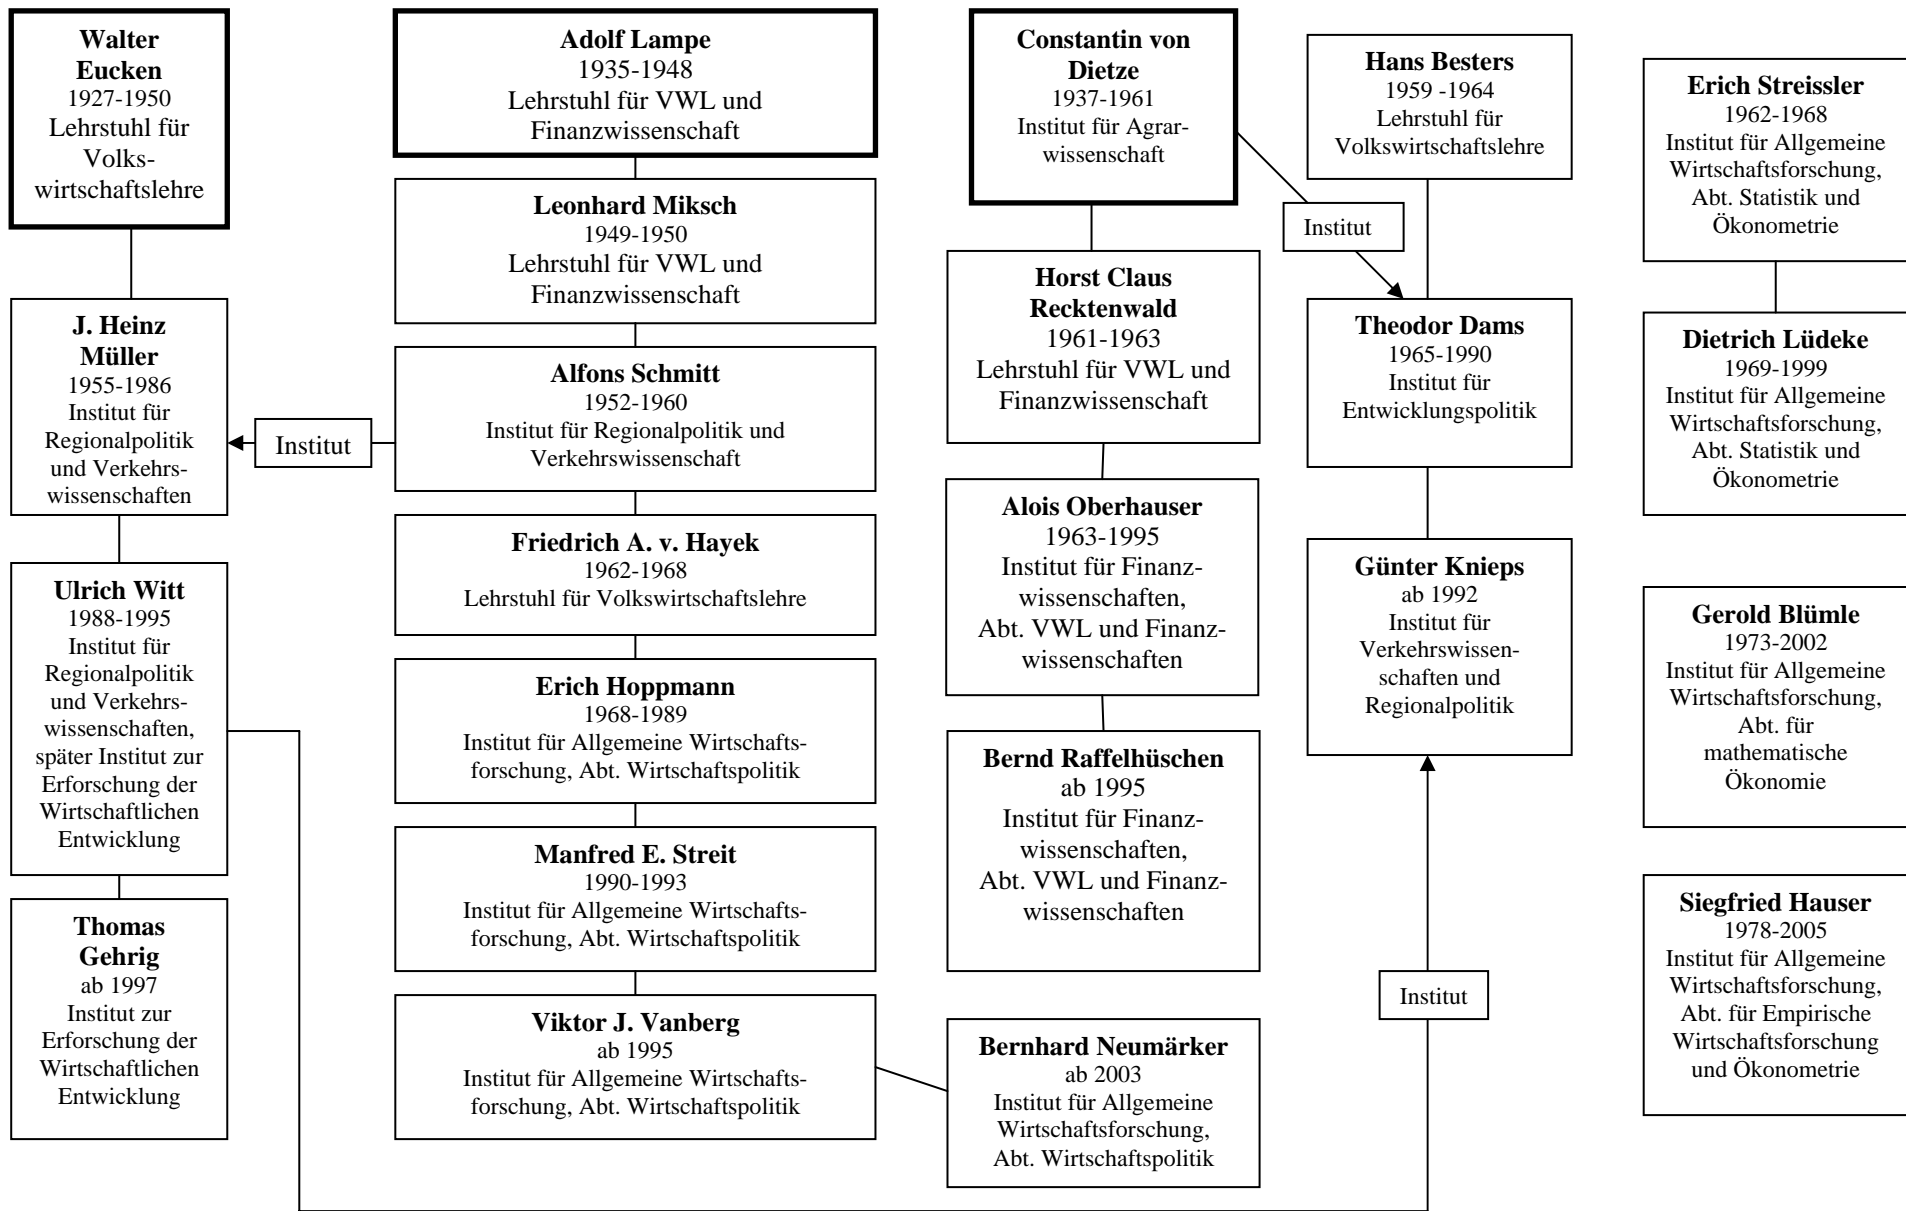 Walter
Eucken
1927-1950
Lehrstuhl für
Volks-
wirtschaftslehre
J. Heinz
Müller
1955-1986
Institut für
Regionalpolitik
und Verkehrs-
wissenschaften
Ulrich Witt
1988-1995
Institut für
Regionalpolitik
und Verkehrs-
wissenschaften,
später Institut zur
Erforschung der
Wirtschaftlichen
Entwicklung
Thomas
Gehrig
ab 1997
Institut zur
Erforschung der
Wirtschaftlichen
Entwicklung
Institut
Adolf Lampe
1935-1948
Lehrstuhl für VWL und
Finanzwissenschaft
Leonhard Miksch
1949-1950
Lehrstuhl für VWL und
Finanzwissenschaft
Alfons Schmitt
1952-1960
Institut für Regionalpolitik und
Verkehrswissenschaft
Friedrich A. v. Hayek
1962-1968
Lehrstuhl für Volkswirtschaftslehre
Erich Hoppmann
1968-1989
Institut für Allgemeine Wirtschafts-
forschung, Abt. Wirtschaftspolitik
Manfred E. Streit
1990-1993
Institut für Allgemeine Wirtschafts-
forschung, Abt. Wirtschaftspolitik
Viktor J. Vanberg
ab 1995
Institut für Allgemeine Wirtschafts-
forschung, Abt. Wirtschaftspolitik
Constantin von
Dietze
1937-1961
Institut für Agrar-
wissenschaft
Horst Claus
Recktenwald
1961-1963
Lehrstuhl für VWL und
Finanzwissenschaft
Alois Oberhauser
1963-1995
Institut für Finanz-
wissenschaften,
Abt. VWL und Finanz-
wissenschaften
Bernd Raffelhüschen
ab 1995
Institut für Finanz-
wissenschaften,
Abt. VWL und Finanz-
wissenschaften
Bernhard Neumärker
ab 2003
Institut für Allgemeine
Wirtschaftsforschung,
Abt. Wirtschaftspolitik
Hans Besters
1959 -1964
Lehrstuhl für
Volkswirtschaftslehre
Institut
Theodor Dams
1965-1990
Institut für
Entwicklungspolitik
Günter Knieps
ab 1992
Institut für
Verkehrswissen-
schaften und
Regionalpolitik
Institut
Erich Streissler
1962-1968
Institut für Allgemeine
Wirtschaftsforschung,
Abt. Statistik und
Ökonometrie
Dietrich Lüdeke
1969-1999
Institut für Allgemeine
Wirtschaftsforschung,
Abt. Statistik und
Ökonometrie
Gerold Blümle
1973-2002
Institut für Allgemeine
Wirtschaftsforschung,
Abt. für
mathematische
Ökonomie
Siegfried Hauser
1978-2005
Institut für Allgemeine
Wirtschaftsforschung,
Abt. für Empirische
Wirtschaftsforschung
und Ökonometrie